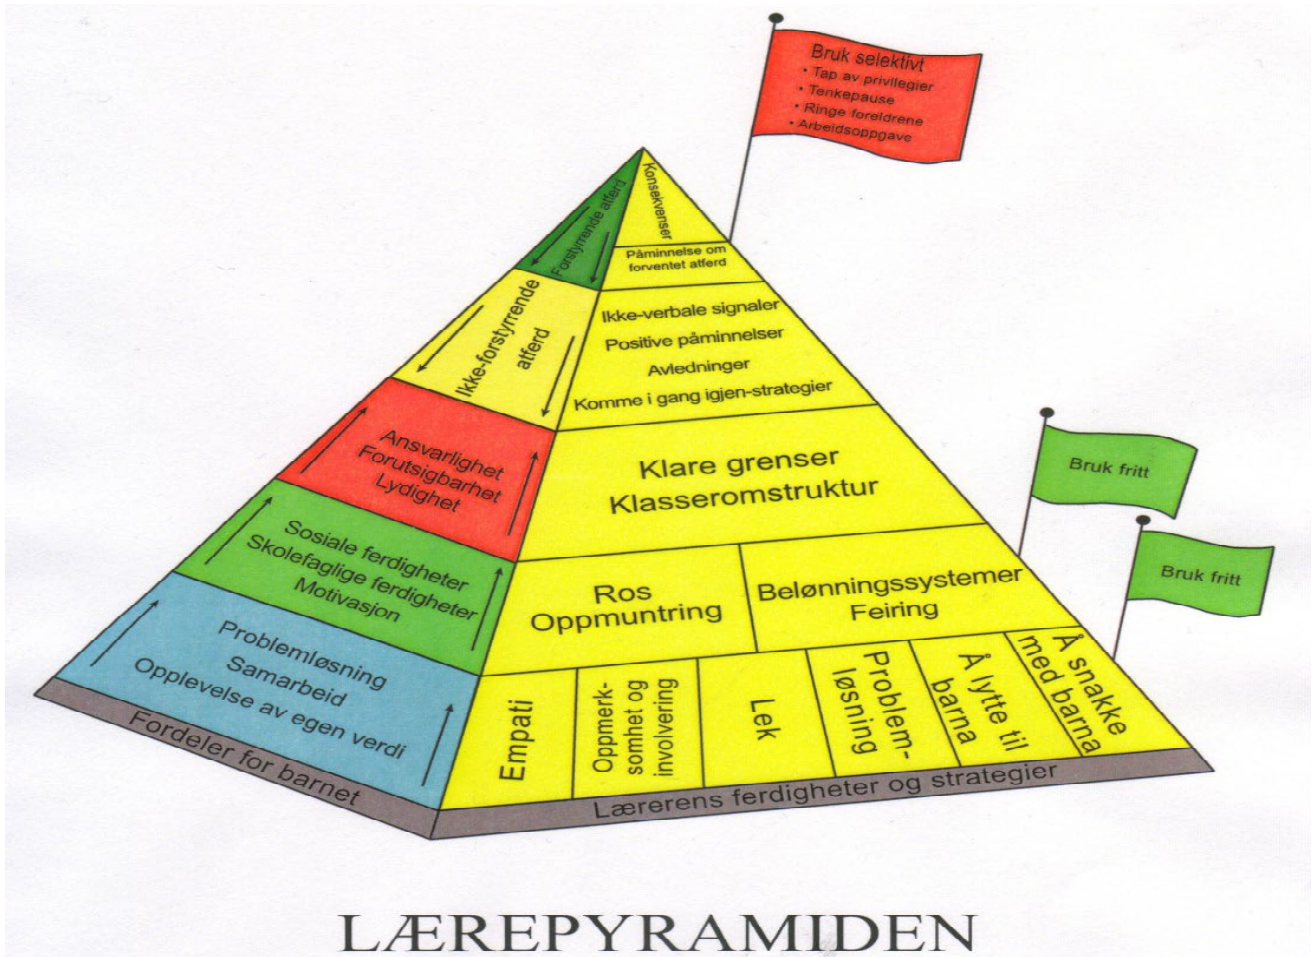 Bruk selektivt
• Tap av privilegier
• Tenkepause
• Ringe foreldrene
• Arbeidsoppgave
Forstyrrende atferd
Konsekvenser
Påminnelse om
forventet atferd
Ikke-forstyrrende
atferd
Ikke-verbale signaler
Positive påminnelser
Avledninger
Komme i gang igjen-strategier
Ansvarlighet
Forutsigbarhet
Lydighet
Klare grenser
Klasseromstruktur
Bruk fritt
Sosiale ferdigheter
Skolefaglige ferdigheter
Motivasjon
Ros
Oppmuntring
Belønningssystemer
Feiring
Bruk fritt
Problemløsning
Samarbeid
Opplevelse av egen verdi
Empati
Oppmerk-
somhet og
involvering
Lek
Problem-
løsning
Å lytte til
barna
Å snakke
med barna
Fordeler for barnet
Lærerens ferdigheter og strategier
LÆREPYRAMIDEN